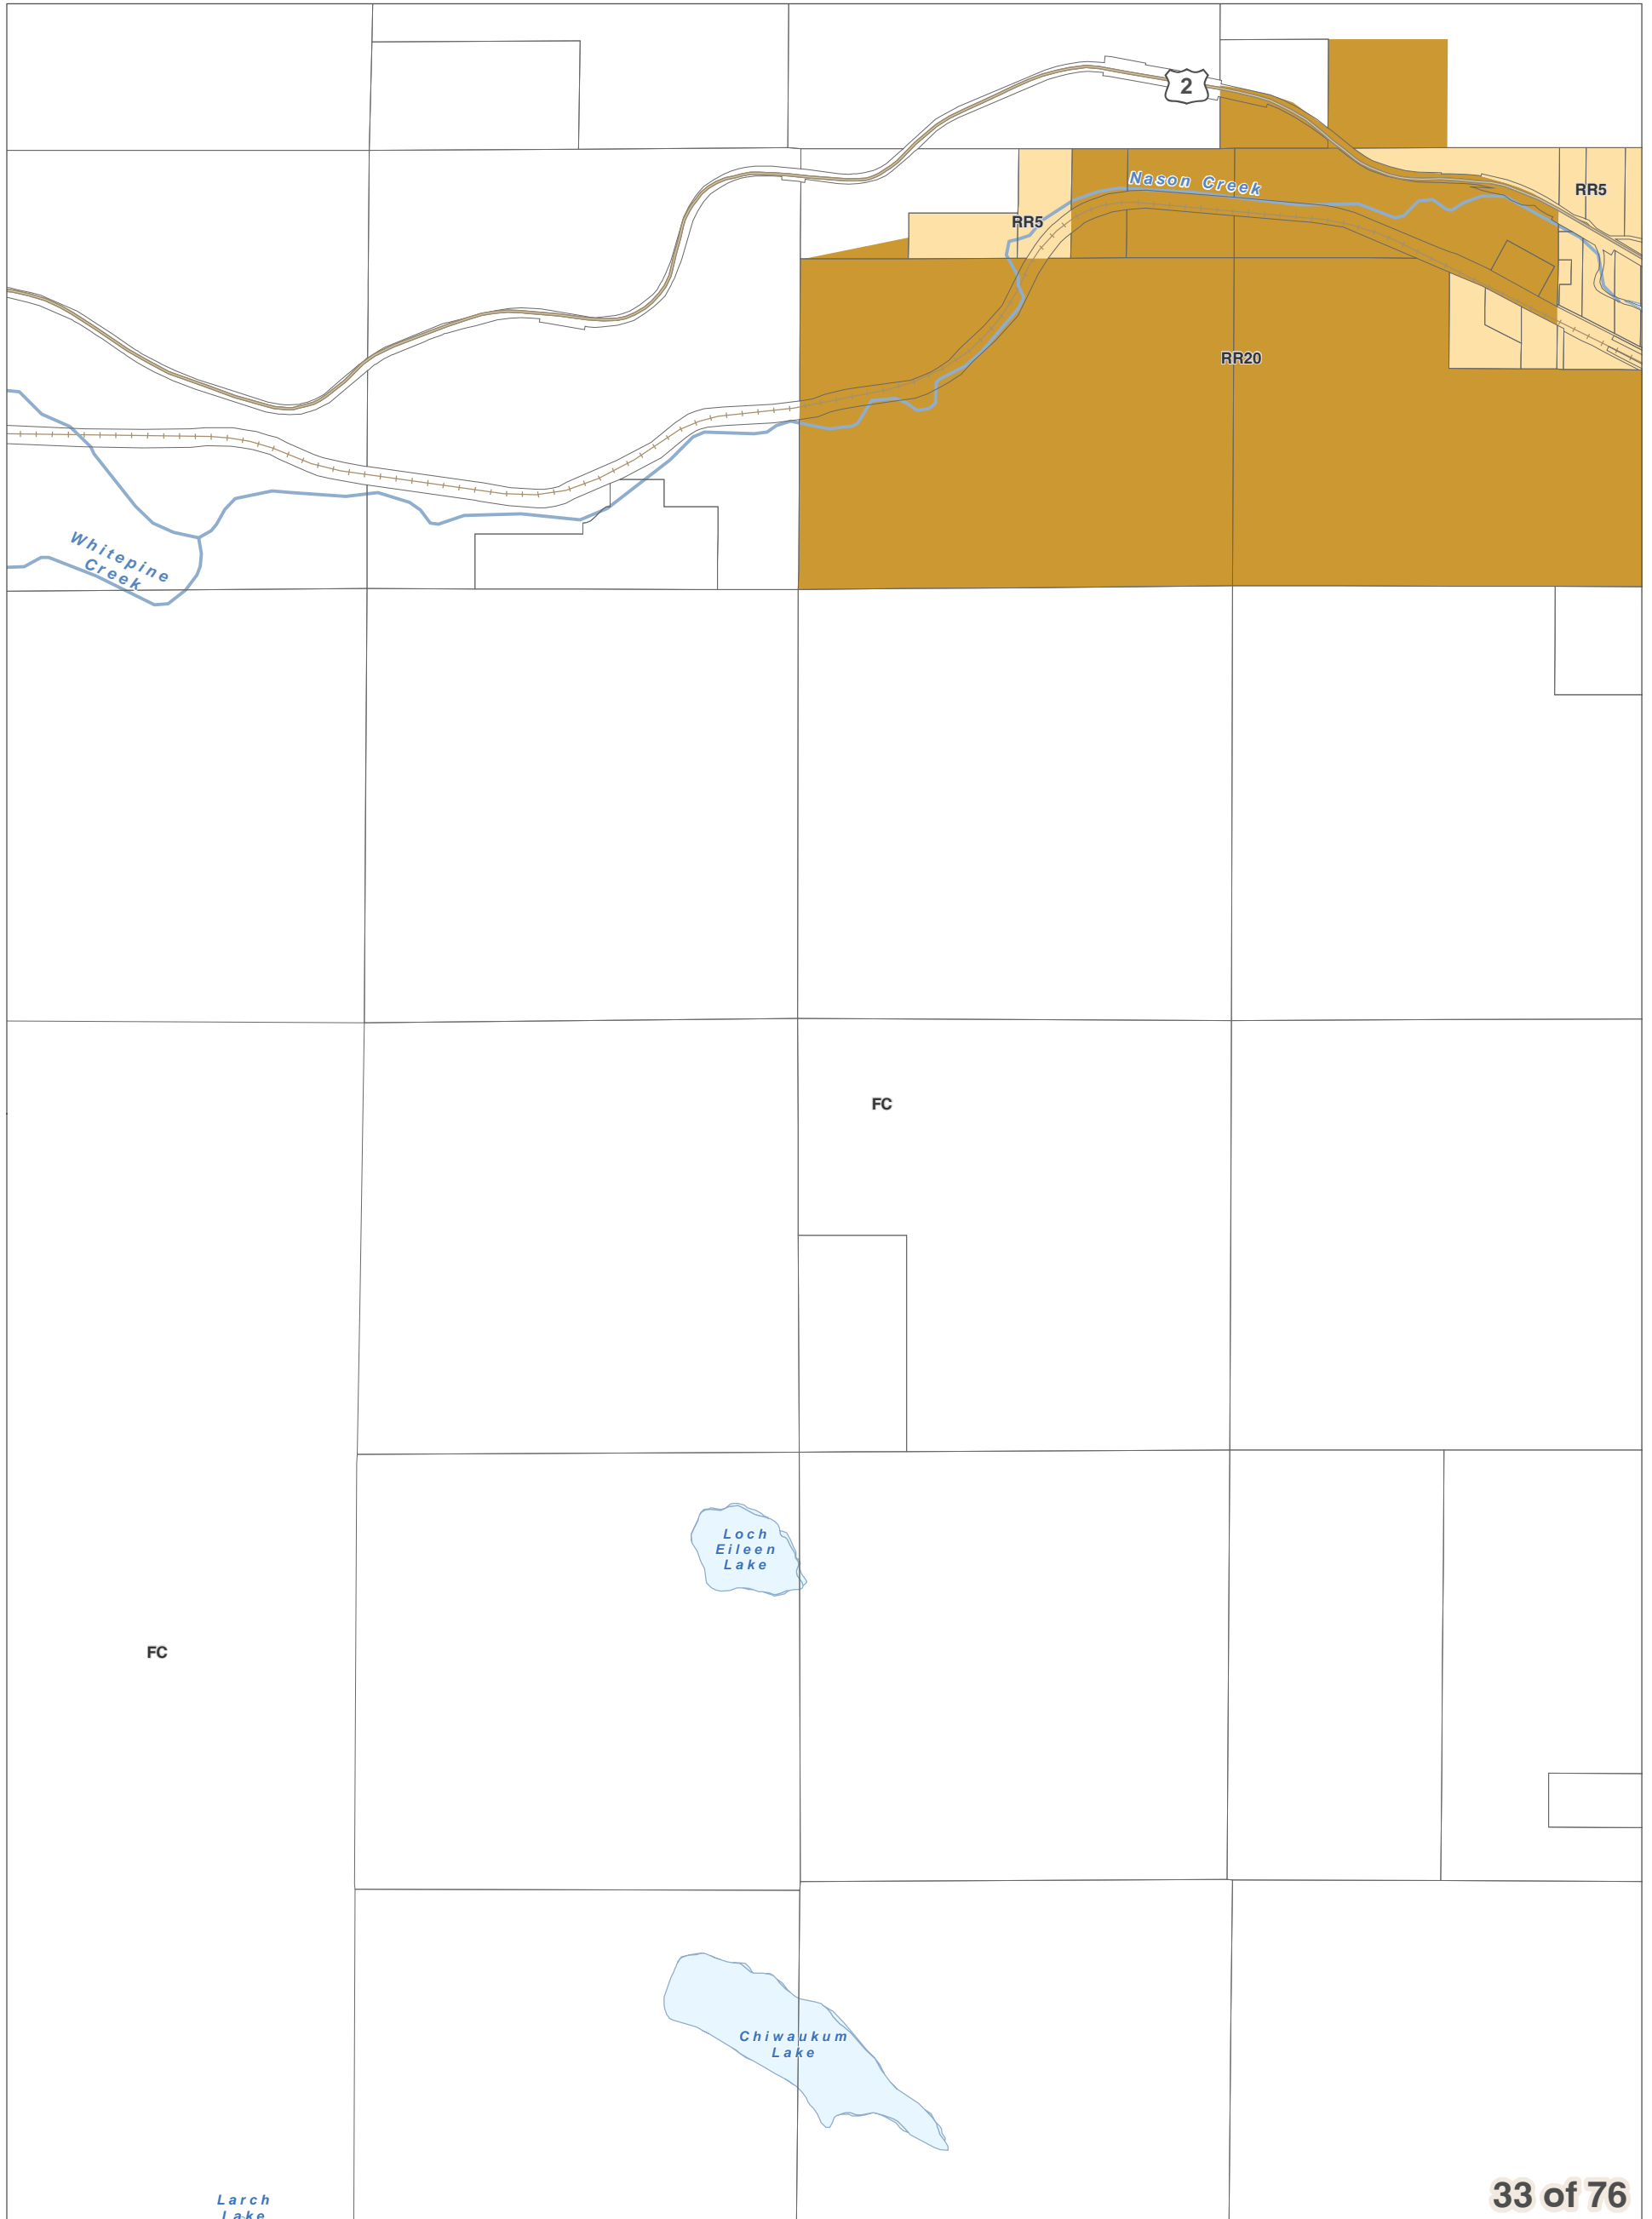 2
Nason Creek
RR5
RR5
RR20
Whitepine
Creek
FC
Loch
Eileen
Lake
FC
Chiwaukum
Lake
Larch
Lake
33 of 76